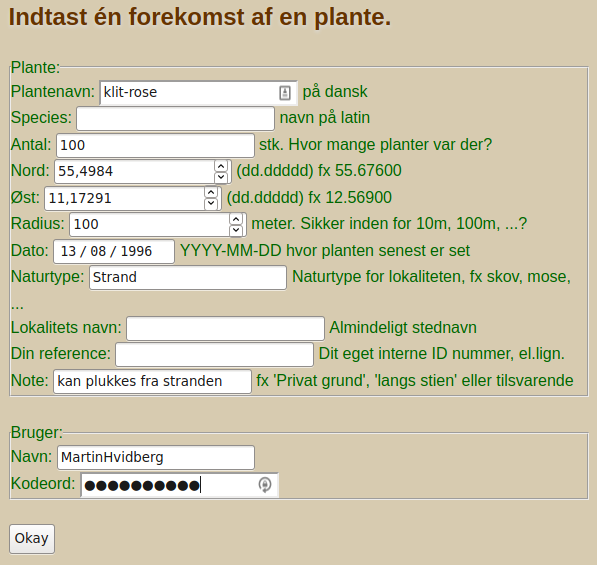 Indtast én forekomst af en plante.
Plante:
Plantenavn: klit-rose på dansk
Species: navn på latin
Antal: 100 stk. Hvor mange planter var der?
Nord: 55,4984 (dd.ddddd) fx 55.67600
Øst: 11,17291 (dd.ddddd) fx 12.56900
Radius: 100 meter. Sikker inden for 10m, 100m, ...?
Dato: 13 / 08 / 1996 YYYY-MM-DD hvor planten senest er set
Naturtype: Strand Naturtype for lokaliteten, fx skov, mose,
...
Lokalitets navn: Almindeligt stednavn
Din reference: Dit eget interne ID nummer, el.lign.
Note: kan plukkes fra stranden fx 'Privat grund', 'langs stien' eller tilsvarende
Bruger:
Navn: MartinHvidberg
Kodeord: ●●●●●●●●●●
Okay